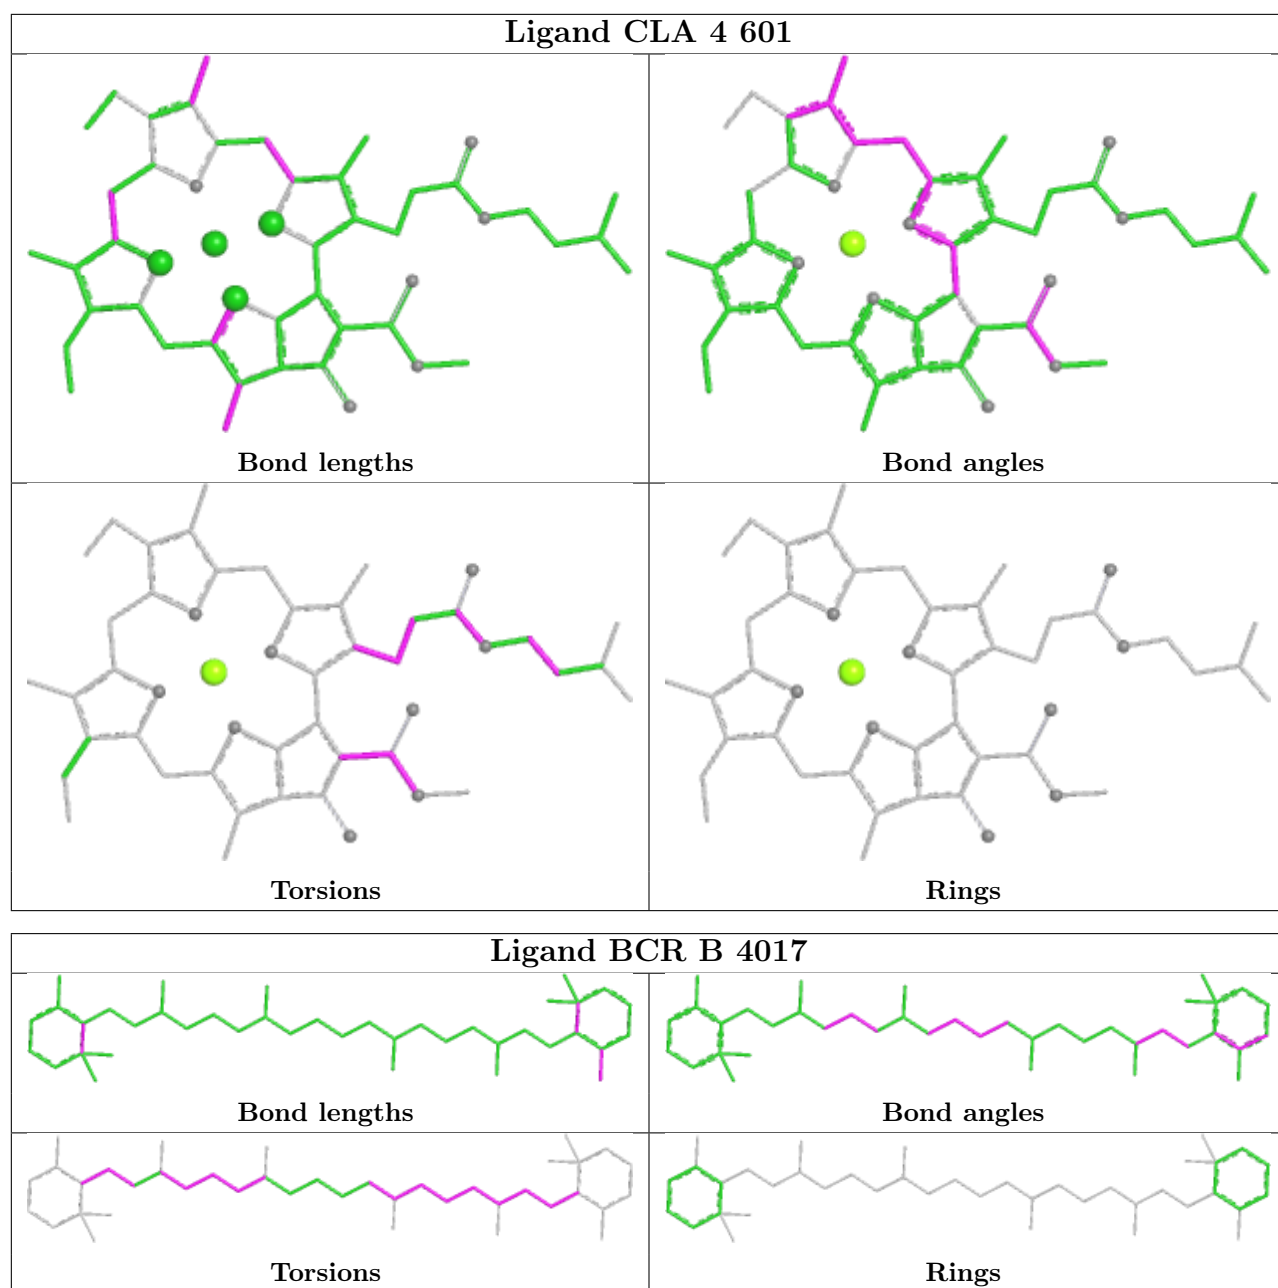 Ligand CLA 4 601
Bond lengths
Bond angles
Torsions
Rings
Ligand BCR B 4017
Bond lengths
Bond angles
Torsions
Rings